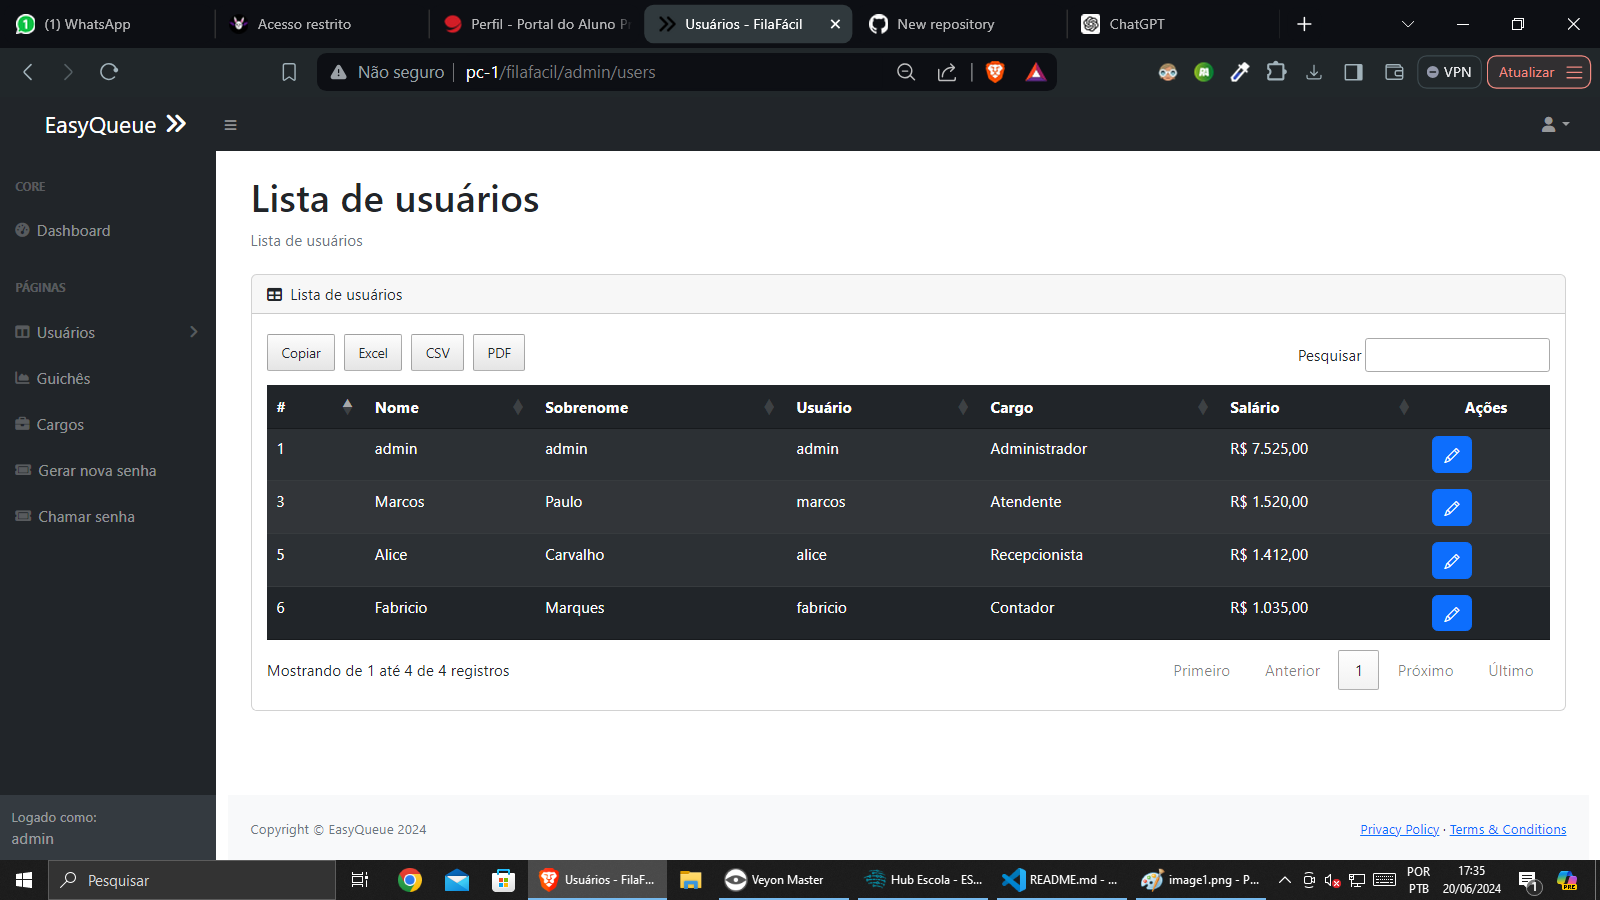 (1) WhatsApp
Acesso restrito
Perfil - Portal do Aluno P
Usuários - FilaFácil
New repository
ChatGPT
Não seguro
pc-1/filafacil/admin/users
VPN
Atualizar
EasyQueue
CORE
Dashboard
PÁGINAS
Usuários
Guichês
Cargos
Gerar nova senha
Chamar senha
Logado como:
admin
Lista de usuários
Lista de usuários
Lista de usuários
Copiar Excel CSV PDF
Pesquisar
# Nome Sobrenome Usuário Cargo Salário Ações
1 admin admin admin Administrador R$ 7.525,00
3 Marcos Paulo marcos Atendente R$ 1.520,00
5 Alice Carvalho alice Recepcionista R$ 1.412,00
6 Fabricio Marques fabricio Contador R$ 1.035,00
Mostrando de 1 até 4 de 4 registros
Primeiro Anterior 1 Próximo Último
Copyright © EasyQueue 2024
Privacy Policy · Terms & Conditions
Pesquisar
Usuários - FilaF...
Veyon Master
Hub Escola - ES...
README.md - ...
image1.png - P...
POR
PTB
17:35
20/06/2024
1